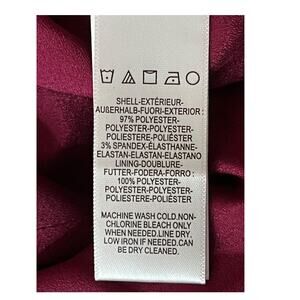 SHELL-EXTÉRIEUR-
AUßERHALB-FUORI-EXTERIOR :
97% POLYESTER-
POLYESTER-POLYESTER-
POLIESTERE-POLIÉSTER
3% SPANDEX-ÉLASTHANNE-
ELASTAN-ELASTAN-ELASTANO
LINING-DOUBLURE-
FUTTER-FODERA-FORRO :
100% POLYESTER-
POLYESTER-POLYESTER-
POLIESTERE-POLIÉSTER
MACHINE WASH COLD.NON-
CHLORINE BLEACH ONLY
WHEN NEEDED.LINE DRY.
LOW IRON IF NEEDED.CAN
BE DRY CLEANED.